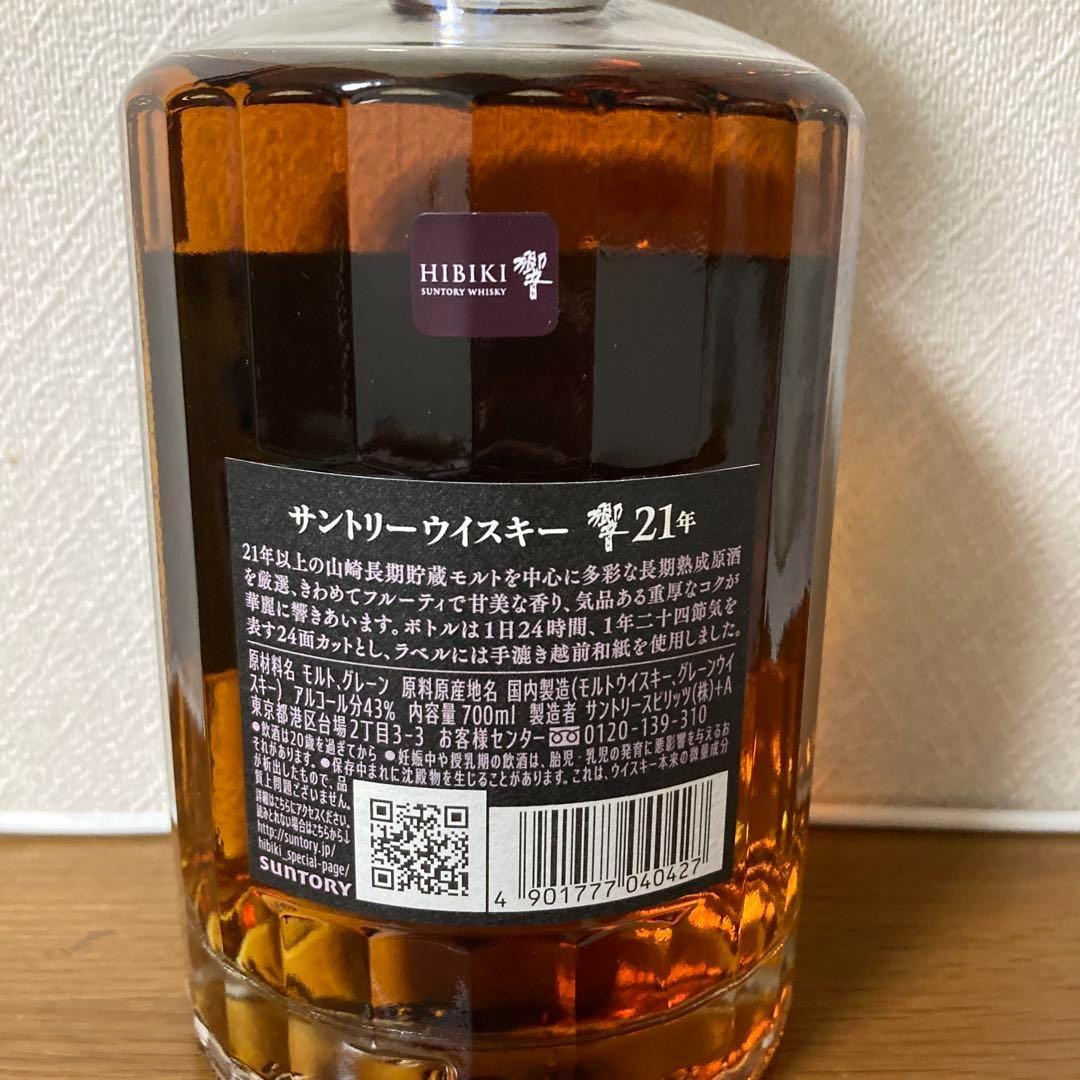 HIBIKI 響
SUNTORY WHISKY
サントリーウイスキー 響 21年
21年以上の山崎長期貯蔵モルトを中心に多彩な長期熟成原酒
を厳選、きわめてフルーティで甘美な香り、気品ある重厚なコクが
華麗に響きあいます。ボトルは1日24時間、1年二十四節気を
表す24面カットとし、ラベルには手漉き越前和紙を使用しました。
原材料名 モルト、グレーン 原料原産地名 国内製造(モルトウイスキー、グレーンウイ
スキー) アルコール分43% 内容量 700ml 製造者 サントリースピリッツ(株)+A
東京都港区台場2丁目3-3 お客様センター 0120-139-310
●飲酒は20歳を過ぎてから ●妊娠中や授乳期の飲酒は、胎児・乳児の発育に悪影響を与えるお
それがあります。●保存中まれに沈殿物を生じることがあります。これは、ウイスキー本来の微量成分
が析出したもので、品
質上問題ございません。
詳細はこちらにアクセスください。
読みとれない場合はこちらから↓
http://suntory.jp/
hibiki_special-page/
SUNTORY
4 901777 040427